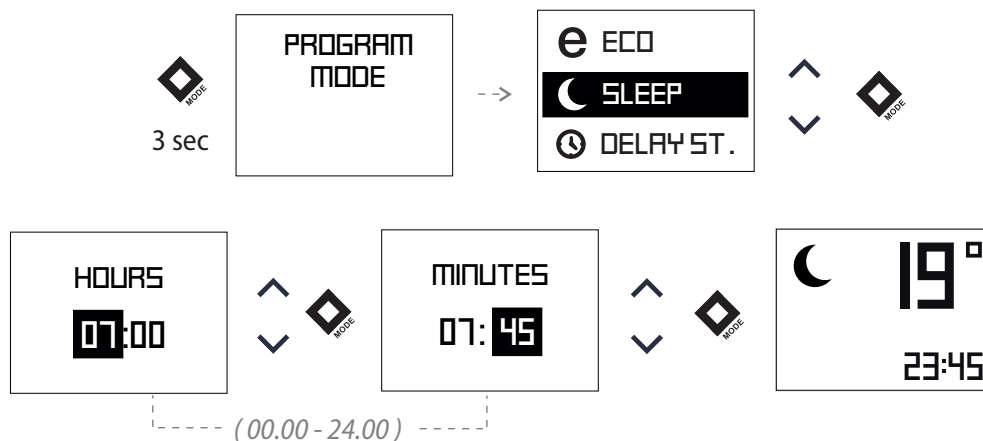 PROGRAM
MODE
MODE
3 sec
e ECO
SLEEP
DELAY ST.
MODE
HOURS
07:00
MODE
MINUTES
07: 45
MODE
19°
23:45
( 00.00 - 24.00 )